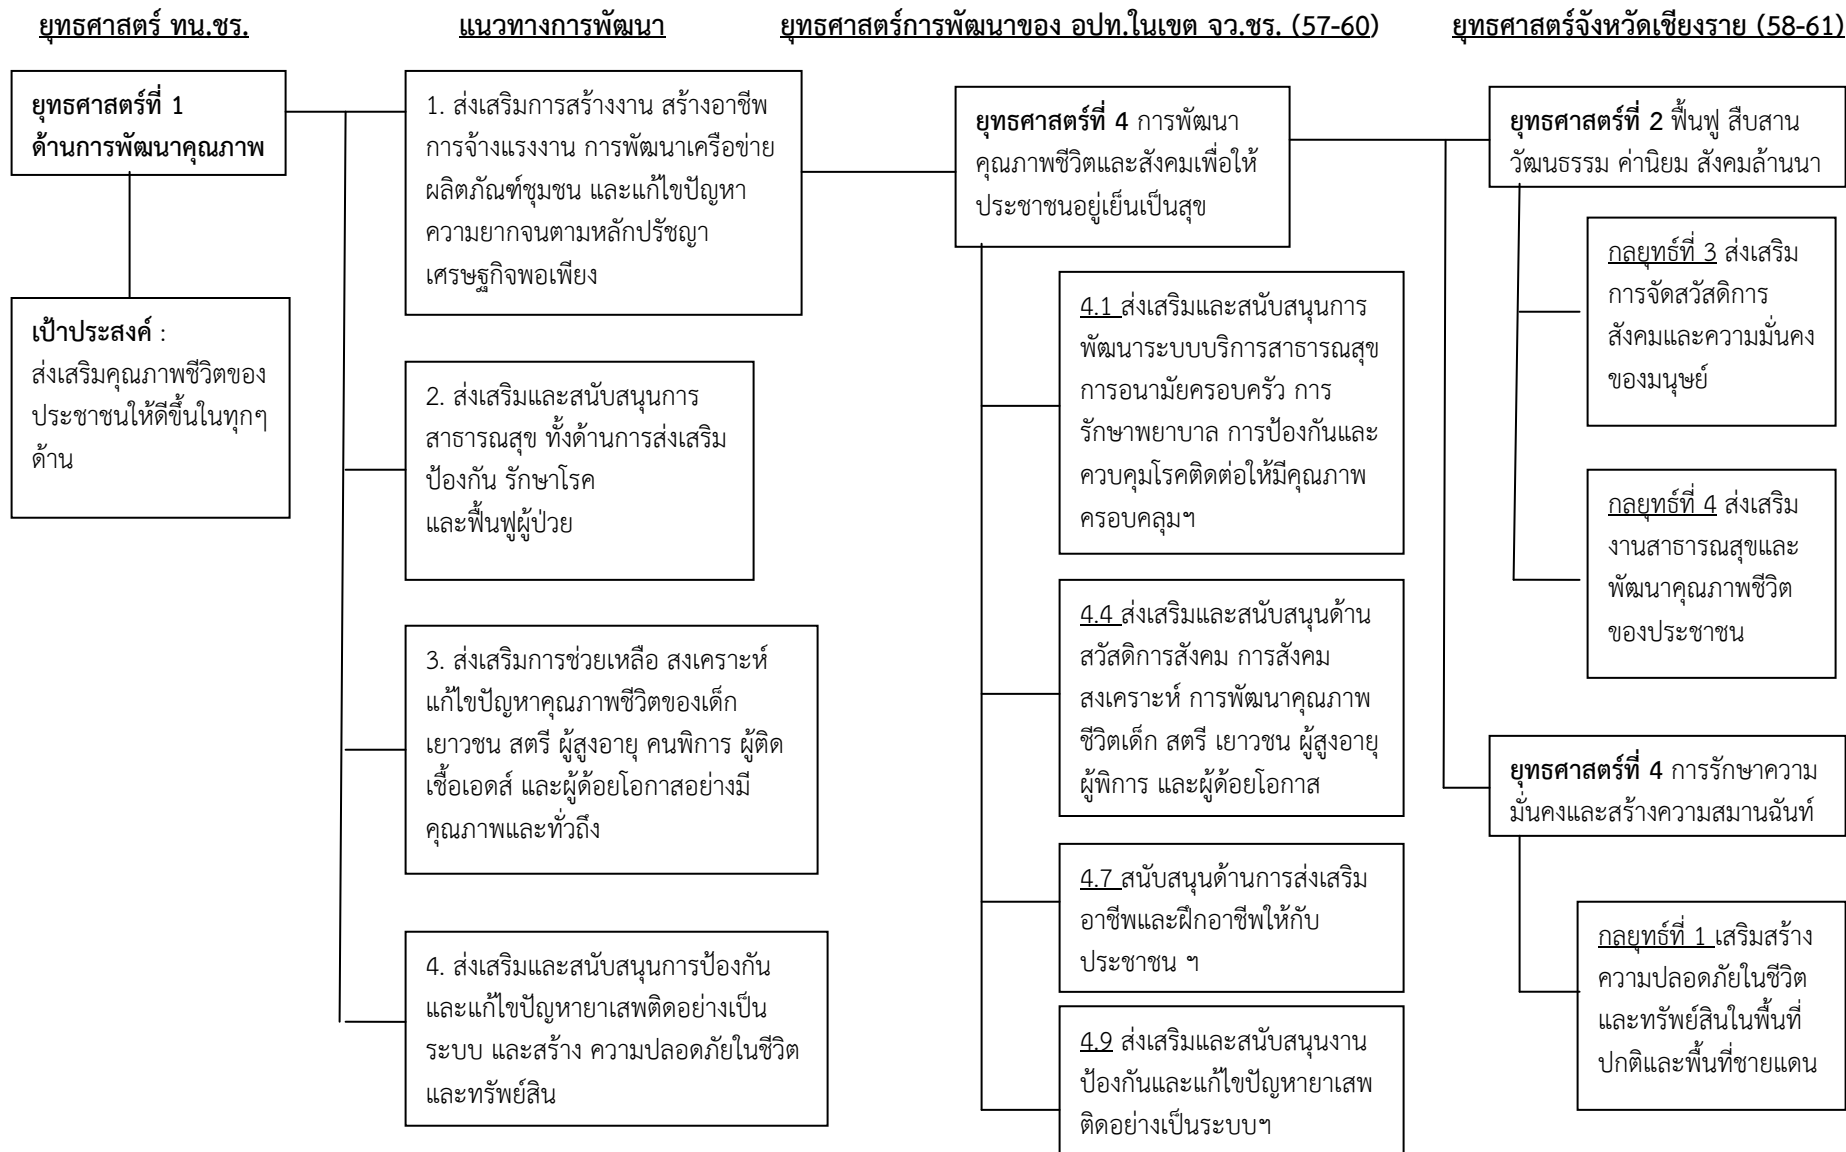 ยุทธศาสตร์ ทน.ชร.
แนวทางการพัฒนา
ยุทธศาสตร์การพัฒนาของ อปท.ในเขต จว.ชร. (57-60)
ยุทธศาสตร์จังหวัดเชียงราย (58-61)
ยุทธศาสตร์ที่ 1
ด้านการพัฒนาคุณภาพ
เป้าประสงค์ :
ส่งเสริมคุณภาพชีวิตของ
ประชาชนให้ดีขึ้นในทุกๆ
ด้าน
1. ส่งเสริมการสร้างงาน สร้างอาชีพ
การจ้างแรงงาน การพัฒนาเครือข่าย
ผลิตภัณฑ์ชุมชน และแก้ไขปัญหา
ความยากจนตามหลักปรัชญา
เศรษฐกิจพอเพียง
2. ส่งเสริมและสนับสนุนการ
สาธารณสุข ทั้งด้านการส่งเสริม
ป้องกัน รักษาโรค
และฟื้นฟูผู้ป่วย
3. ส่งเสริมการช่วยเหลือ สงเคราะห์
แก้ไขปัญหาคุณภาพชีวิตของเด็ก
เยาวชน สตรี ผู้สูงอายุ คนพิการ ผู้ติด
เชื้อเอดส์ และผู้ด้อยโอกาสอย่างมี
คุณภาพและทั่วถึง
4. ส่งเสริมและสนับสนุนการป้องกัน
และแก้ไขปัญหายาเสพติดอย่างเป็น
ระบบ และสร้าง ความปลอดภัยในชีวิต
และทรัพย์สิน
ยุทธศาสตร์ที่ 4 การพัฒนา
คุณภาพชีวิตและสังคมเพื่อให้
ประชาชนอยู่เย็นเป็นสุข
4.1 ส่งเสริมและสนับสนุนการ
พัฒนาระบบบริการสาธารณสุข
การอนามัยครอบครัว การ
รักษาพยาบาล การป้องกันและ
ควบคุมโรคติดต่อให้มีคุณภาพ
ครอบคลุมฯ
4.4 ส่งเสริมและสนับสนุนด้าน
สวัสดิการสังคม การสังคม
สงเคราะห์ การพัฒนาคุณภาพ
ชีวิตเด็ก สตรี เยาวชน ผู้สูงอายุ
ผู้พิการ และผู้ด้อยโอกาส
4.7 สนับสนุนด้านการส่งเสริม
อาชีพและฝึกอาชีพให้กับ
ประชาชน ฯ
4.9 ส่งเสริมและสนับสนุนงาน
ป้องกันและแก้ไขปัญหายาเสพ
ติดอย่างเป็นระบบฯ
ยุทธศาสตร์ที่ 2 ฟื้นฟู สืบสาน
วัฒนธรรม ค่านิยม สังคมล้านนา
กลยุทธ์ที่ 3 ส่งเสริม
การจัดสวัสดิการ
สังคมและความมั่นคง
ของมนุษย์
กลยุทธ์ที่ 4 ส่งเสริม
งานสาธารณสุขและ
พัฒนาคุณภาพชีวิต
ของประชาชน
ยุทธศาสตร์ที่ 4 การรักษาความ
มั่นคงและสร้างความสมานฉันท์
กลยุทธ์ที่ 1 เสริมสร้าง
ความปลอดภัยในชีวิต
และทรัพย์สินในพื้นที่
ปกติและพื้นที่ชายแดน